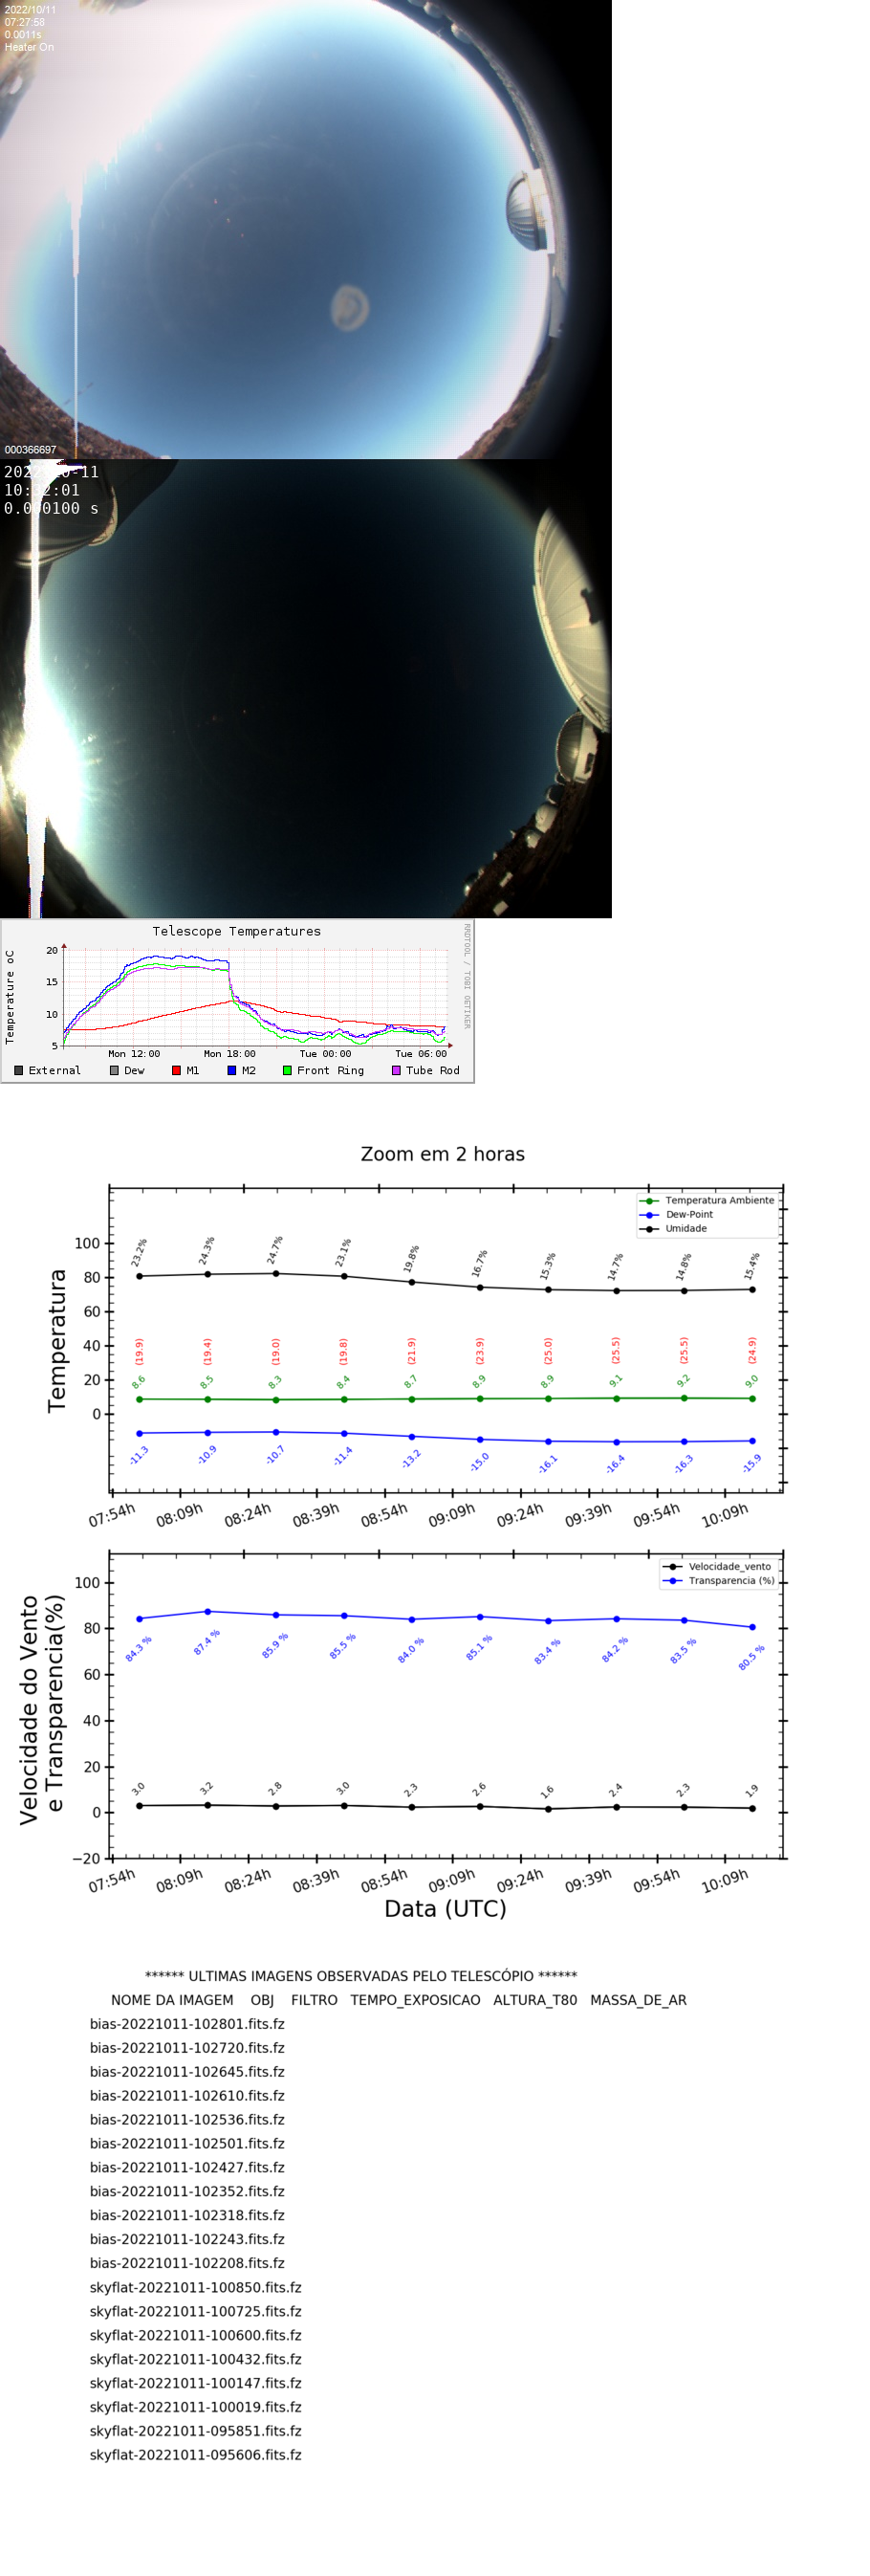 2022/10/11
07:27:58
0.0011s
Heater On
000366697
10:32:01
0.000100 s
Telescope Temperatures
Temperature oC
RRDTOOL / TOBI OETIKER
20
15
10
5
Mon 12:00 Mon 18:00 Tue 00:00 Tue 06:00
External Dew M1 M2 Front Ring Tube Rod
Zoom em 2 horas
Temperatura Ambiente
Dew-Point
Umidade
Temperatura
100
80
60
40
20
0
23.2% 24.3% 24.7% 23.1% 19.8% 16.7% 15.3% 14.7% 14.8% 15.4%
(19.9) (19.4) (19.0) (19.8) (21.9) (23.9) (25.0) (25.5) (25.5) (24.9)
8.6 8.5 8.3 8.4 8.7 8.9 8.9 9.1 9.2 9.0
-11.3 -10.9 -10.7 -11.4 -13.2 -15.0 -16.1 -16.4 -16.3 -15.9
07:54h 08:09h 08:24h 08:39h 08:54h 09:09h 09:24h 09:39h 09:54h 10:09h
Velocidade_vento
Transparencia (%)
Velocidade do Vento
e Transparencia(%)
100
80
60
40
20
0
−20
84.3 % 87.4 % 85.9 % 85.5 % 84.0 % 85.1 % 83.4 % 84.2 % 83.5 % 80.5 %
3.0 3.2 2.8 3.0 2.3 2.6 1.6 2.4 2.3 1.9
07:54h 08:09h 08:24h 08:39h 08:54h 09:09h 09:24h 09:39h 09:54h 10:09h
Data (UTC)
****** ULTIMAS IMAGENS OBSERVADAS PELO TELESCÓPIO ******
NOME DA IMAGEM OBJ FILTRO TEMPO_EXPOSICAO ALTURA_T80 MASSA_DE_AR
bias-20221011-102801.fits.fz
bias-20221011-102720.fits.fz
bias-20221011-102645.fits.fz
bias-20221011-102610.fits.fz
bias-20221011-102536.fits.fz
bias-20221011-102501.fits.fz
bias-20221011-102427.fits.fz
bias-20221011-102352.fits.fz
bias-20221011-102318.fits.fz
bias-20221011-102243.fits.fz
bias-20221011-102208.fits.fz
skyflat-20221011-100850.fits.fz
skyflat-20221011-100725.fits.fz
skyflat-20221011-100600.fits.fz
skyflat-20221011-100432.fits.fz
skyflat-20221011-100147.fits.fz
skyflat-20221011-100019.fits.fz
skyflat-20221011-095851.fits.fz
skyflat-20221011-095606.fits.fz